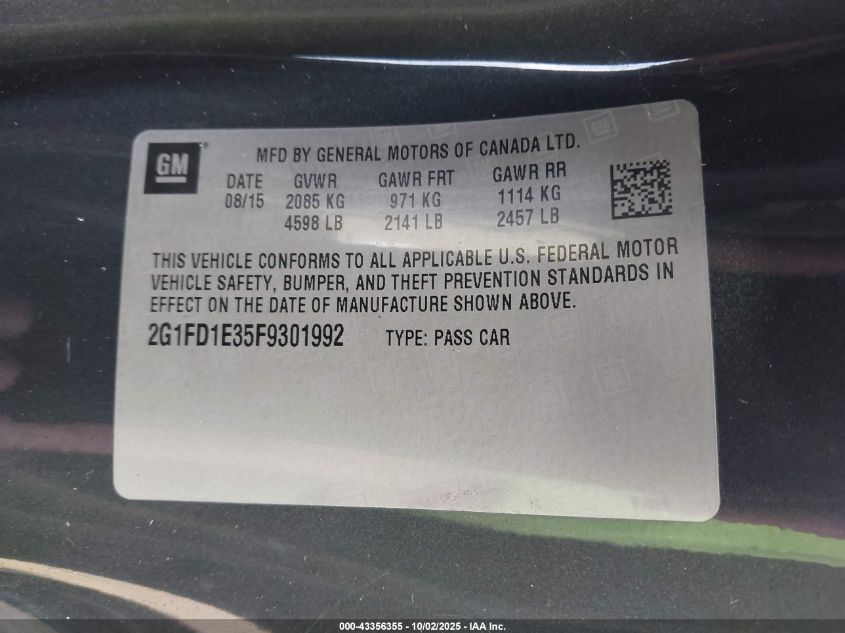 GM
MFD BY GENERAL MOTORS OF CANADA LTD.
DATE GVWR GAWR FRT GAWR RR
08/15 2085 KG 971 KG 1114 KG
4598 LB 2141 LB 2457 LB
THIS VEHICLE CONFORMS TO ALL APPLICABLE U.S. FEDERAL MOTOR
VEHICLE SAFETY, BUMPER, AND THEFT PREVENTION STANDARDS IN
EFFECT ON THE DATE OF MANUFACTURE SHOWN ABOVE.
2G1FD1E35F9301992 TYPE: PASS CAR
000-43356355 - 10/02/2025 - IAA Inc.